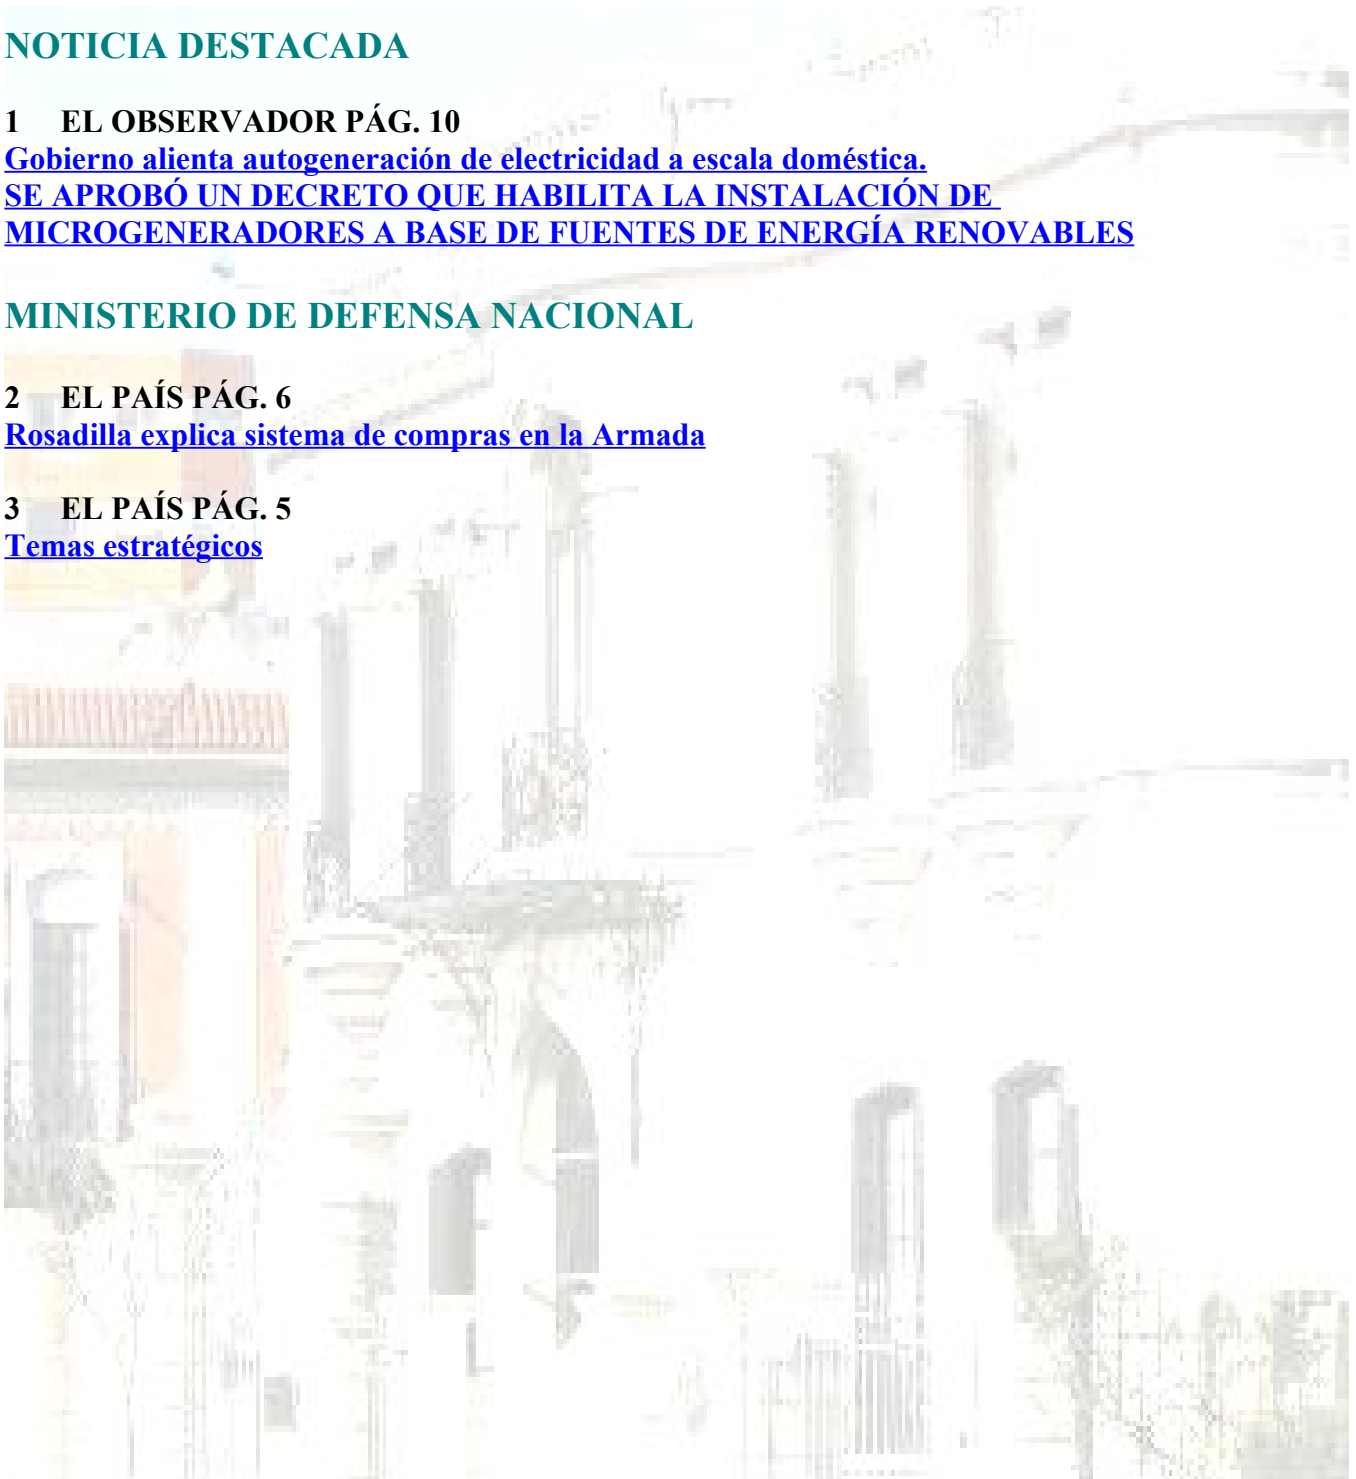 NOTICIA DESTACADA
1 EL OBSERVADOR PÁG. 10
Gobierno alienta autogeneración de electricidad a escala doméstica.
SE APROBÓ UN DECRETO QUE HABILITA LA INSTALACIÓN DE
MICROGENERADORES A BASE DE FUENTES DE ENERGÍA RENOVABLES
MINISTERIO DE DEFENSA NACIONAL
2 EL PAÍS PÁG. 6
Rosadilla explica sistema de compras en la Armada
3 EL PAÍS PÁG. 5
Temas estratégicos